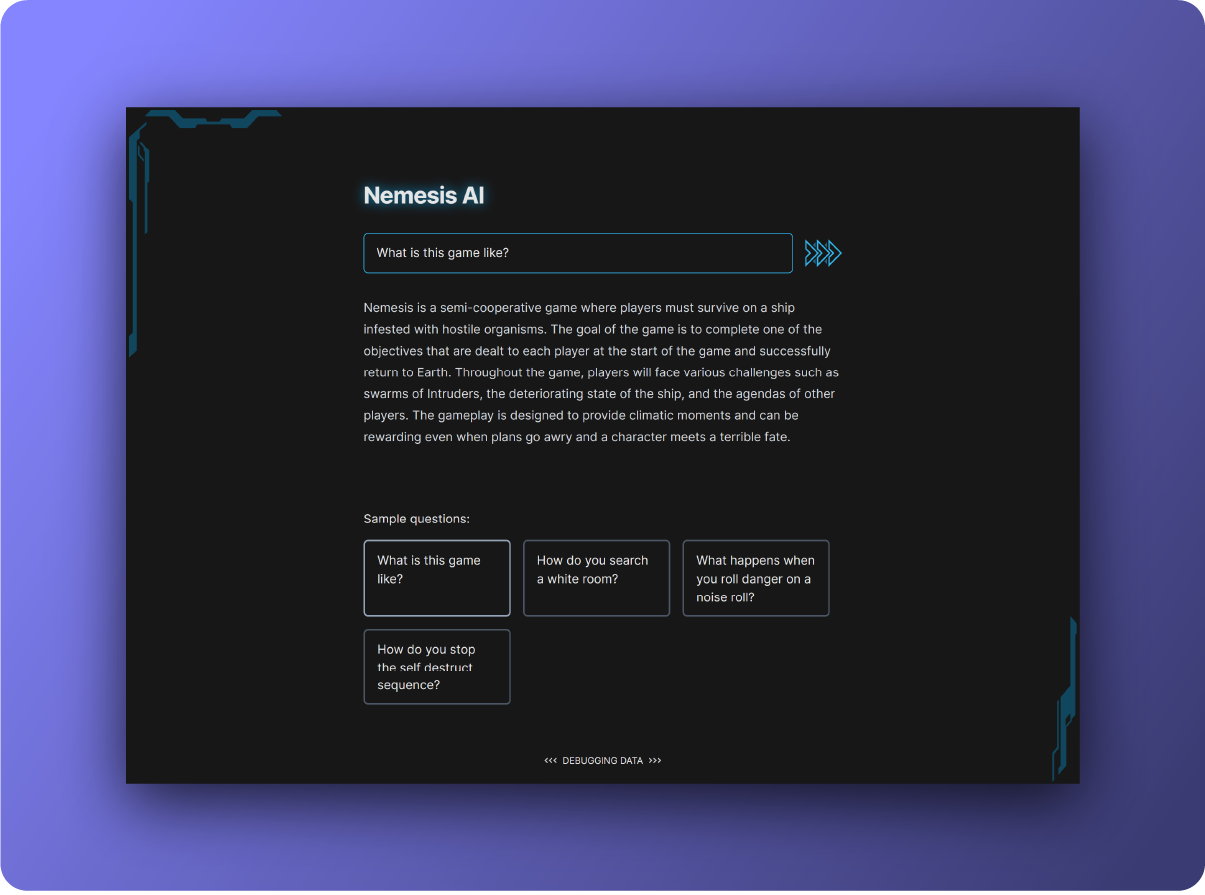 Nemesis AI
What is this game like?
Nemesis is a semi-cooperative game where players must survive on a ship
infested with hostile organisms. The goal of the game is to complete one of the
objectives that are dealt to each player at the start of the game and successfully
return to Earth. Throughout the game, players will face various challenges such as
swarms of Intruders, the deteriorating state of the ship, and the agendas of other
players. The gameplay is designed to provide climatic moments and can be
rewarding even when plans go awry and a character meets a terrible fate.
Sample questions:
What is this game
like?
How do you search
a white room?
What happens when
you roll danger on a
noise roll?
How do you stop
the self destruct
sequence?
<<< DEBUGGING DATA >>>